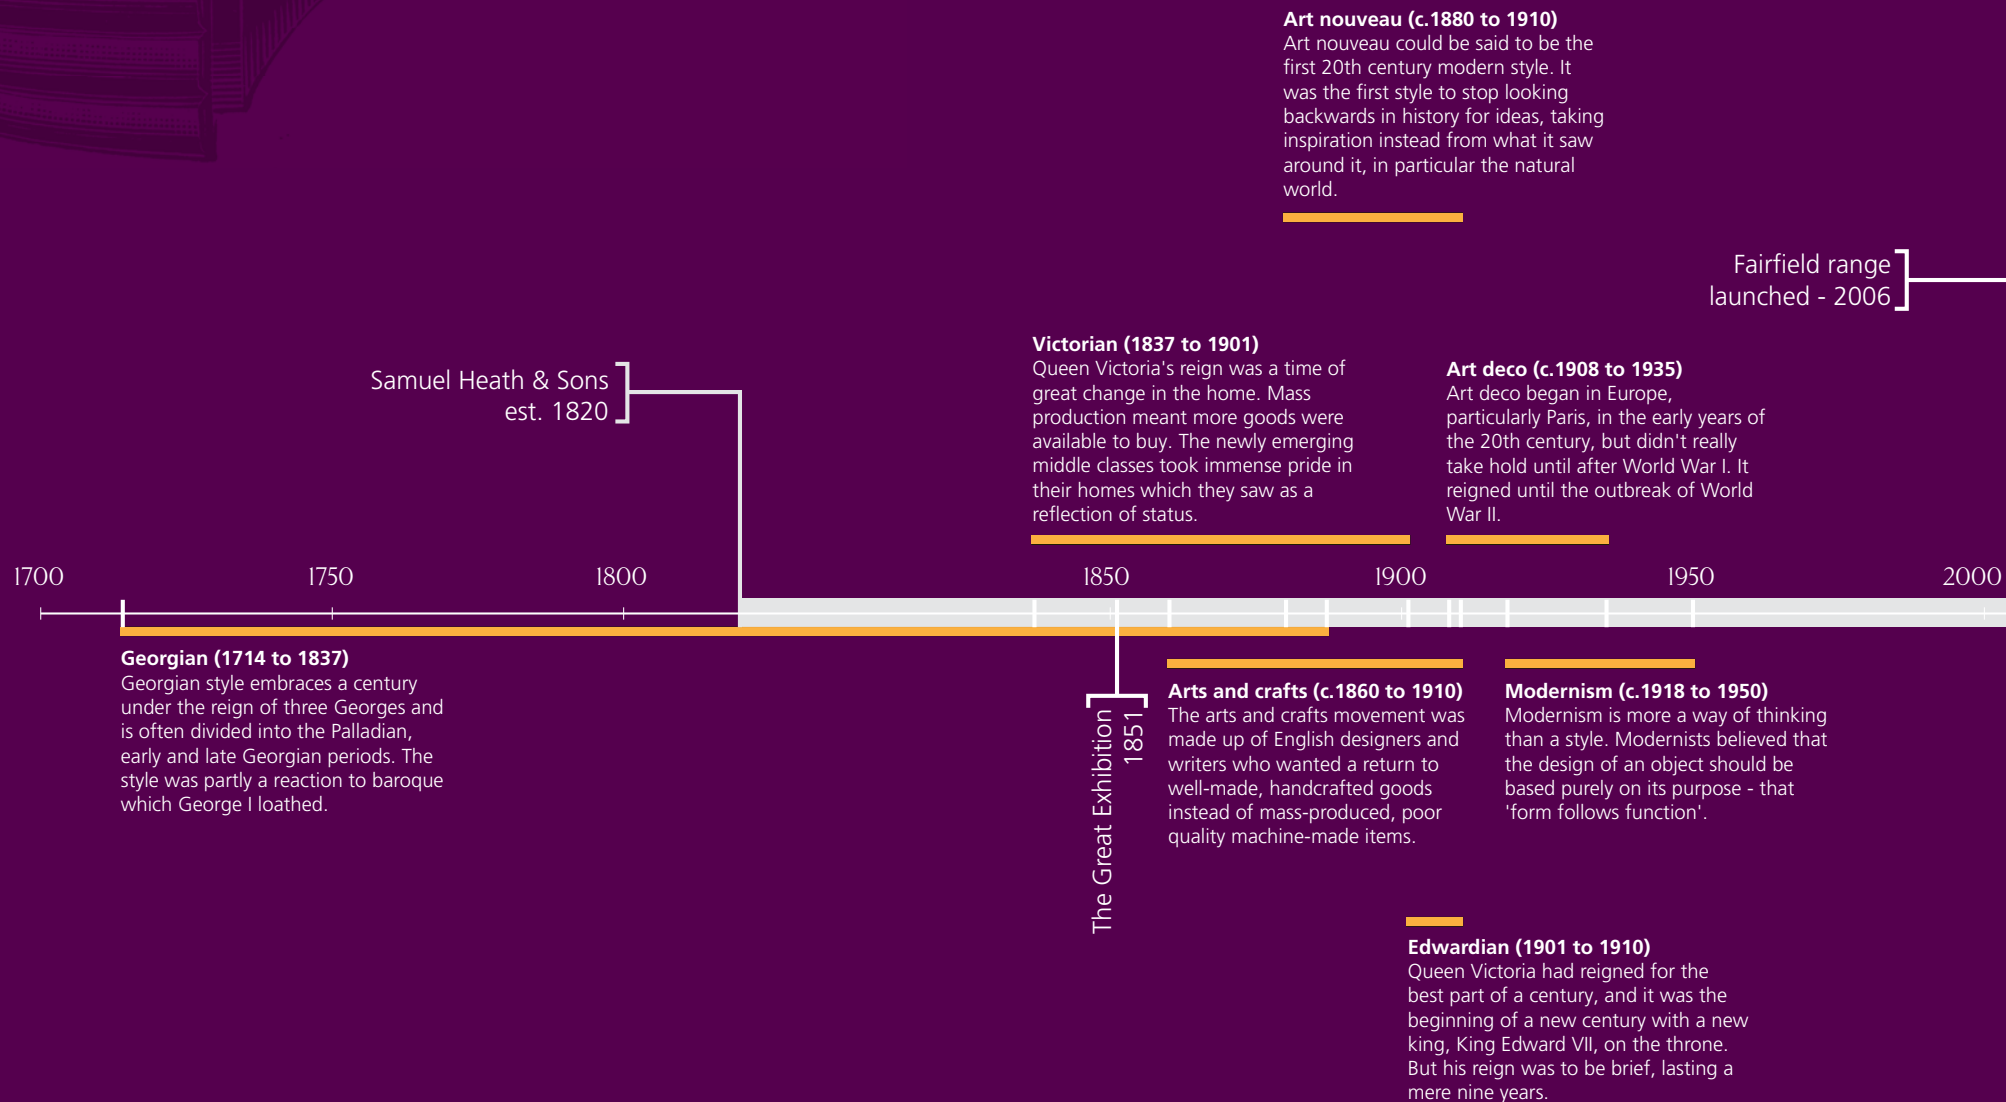 Art nouveau (c.1880 to 1910)
Art nouveau could be said to be the
first 20th century modern style. It
was the first style to stop looking
backwards in history for ideas, taking
inspiration instead from what it saw
around it, in particular the natural
world.
Fairfield range
launched - 2006
Samuel Heath & Sons
est. 1820
Victorian (1837 to 1901)
Queen Victoria's reign was a time of
great change in the home. Mass
production meant more goods were
available to buy. The newly emerging
middle classes took immense pride in
their homes which they saw as a
reflection of status.
Art deco (c.1908 to 1935)
Art deco began in Europe,
particularly Paris, in the early years of
the 20th century, but didn't really
take hold until after World War I. It
reigned until the outbreak of World
War II.
1700 1750 1800 1850 1900 1950 2000
Georgian (1714 to 1837)
Georgian style embraces a century
under the reign of three Georges and
is often divided into the Palladian,
early and late Georgian periods. The
style was partly a reaction to baroque
which George I loathed.
The Great Exhibition
1851
Arts and crafts (c.1860 to 1910)
The arts and crafts movement was
made up of English designers and
writers who wanted a return to
well-made, handcrafted goods
instead of mass-produced, poor
quality machine-made items.
Modernism (c.1918 to 1950)
Modernism is more a way of thinking
than a style. Modernists believed that
the design of an object should be
based purely on its purpose - that
'form follows function'.
Edwardian (1901 to 1910)
Queen Victoria had reigned for the
best part of a century, and it was the
beginning of a new century with a new
king, King Edward VII, on the throne.
But his reign was to be brief, lasting a
mere nine years.